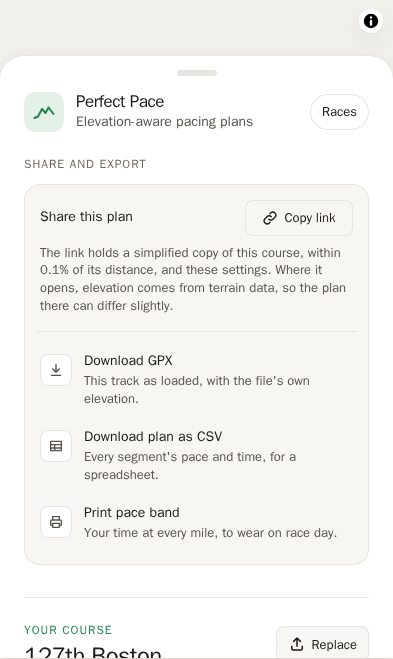 Perfect Pace
Elevation-aware pacing plans
Races
SHARE AND EXPORT
Share this plan
Copy link
The link holds a simplified copy of this course, within
0.1% of its distance, and these settings. Where it
opens, elevation comes from terrain data, so the plan
there can differ slightly.
Download GPX
This track as loaded, with the file's own
elevation.
Download plan as CSV
Every segment's pace and time, for a
spreadsheet.
Print pace band
Your time at every mile, to wear on race day.
YOUR COURSE
127th Boston
Replace